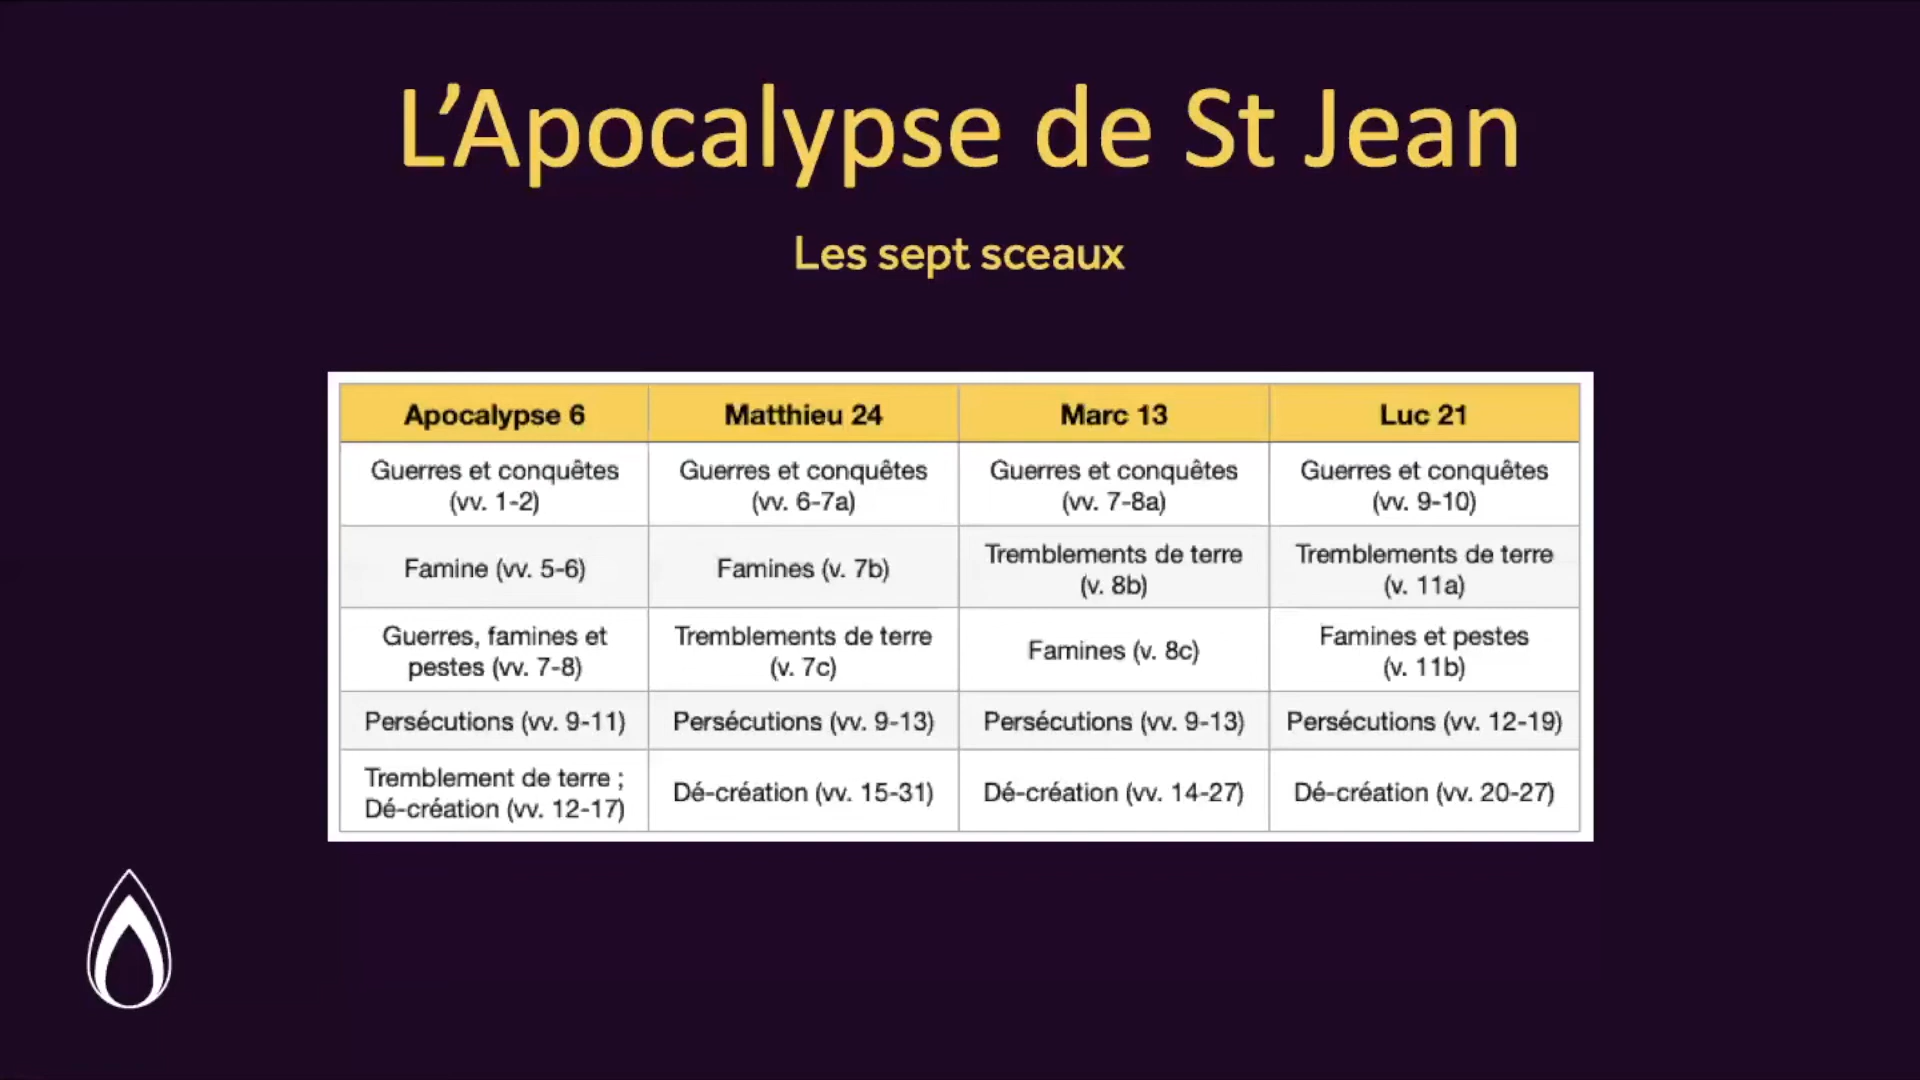 L’Apocalypse de St Jean
Les sept sceaux
Apocalypse 6 Matthieu 24 Marc 13 Luc 21
Guerres et conquêtes (vv. 1-2) Guerres et conquêtes (vv. 6-7a) Guerres et conquêtes (vv. 7-8a) Guerres et conquêtes (vv. 9-10)
Famine (vv. 5-6) Famines (v. 7b) Tremblements de terre (v. 8b) Tremblements de terre (v. 11a)
Guerres, famines et pestes (vv. 7-8) Tremblements de terre (v. 7c) Famines (v. 8c) Famines et pestes (v. 11b)
Persécutions (vv. 9-11) Persécutions (vv. 9-13) Persécutions (vv. 9-13) Persécutions (vv. 12-19)
Tremblement de terre ; Dé-création (vv. 12-17) Dé-création (vv. 15-31) Dé-création (vv. 14-27) Dé-création (vv. 20-27)